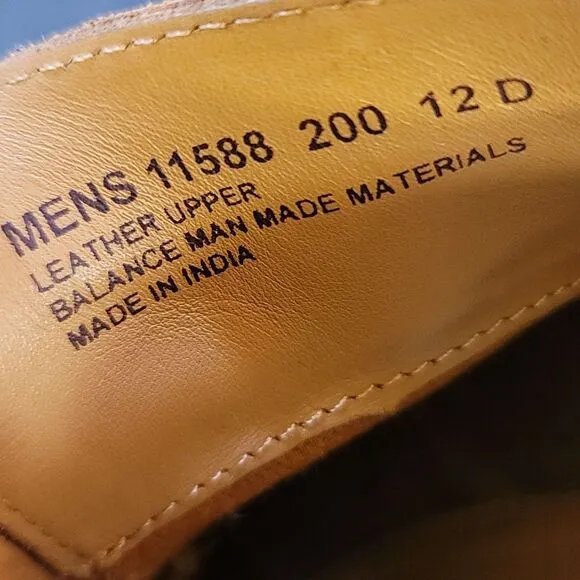 MENS 11588 200 12 D
LEATHER UPPER
BALANCE MAN MADE MATERIALS
MADE IN INDIA